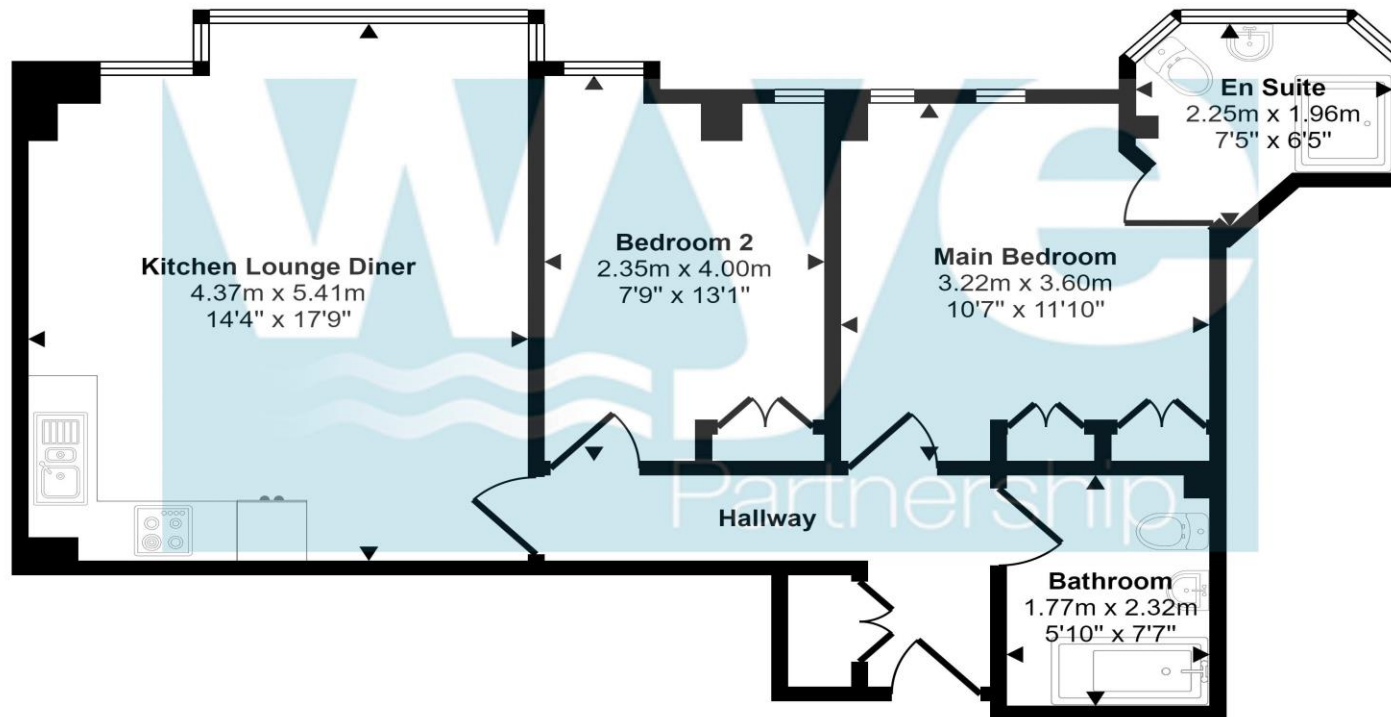 wye
Partnership
Kitchen Lounge Diner
4.37m x 5.41m
14'4" x 17'9"
Bedroom 2
2.35m x 4.00m
7'9" x 13'1"
Main Bedroom
3.22m x 3.60m
10'7" x 11'10"
En Suite
2.25m x 1.96m
7'5" x 6'5"
Hallway
Bathroom
1.77m x 2.32m
5'10" x 7'7"